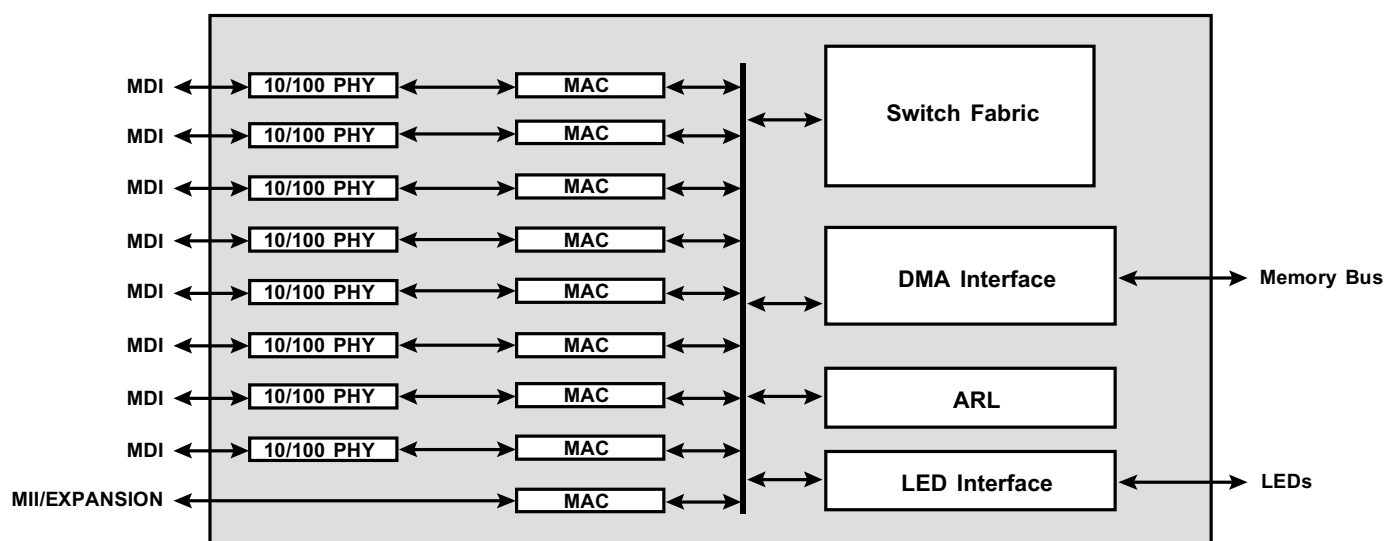 MDI 10/100 PHY MAC
MDI 10/100 PHY MAC
MDI 10/100 PHY MAC
MDI 10/100 PHY MAC
MDI 10/100 PHY MAC
MDI 10/100 PHY MAC
MDI 10/100 PHY MAC
MDI 10/100 PHY MAC
MII/EXPANSION MAC
Switch Fabric
DMA Interface
Memory Bus
ARL
LED Interface
LEDs